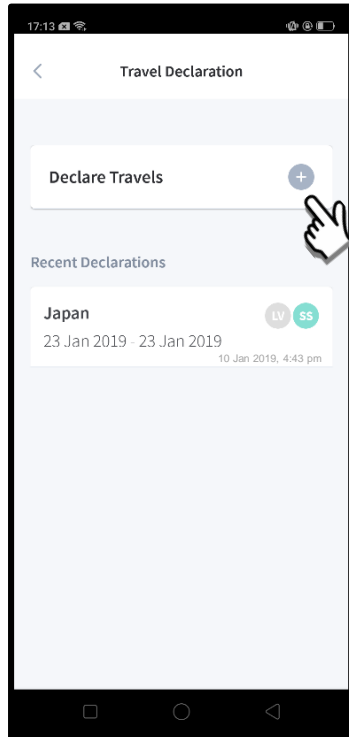 17:13
Travel Declaration
Declare Travels
Recent Declarations
Japan
LV SS
23 Jan 2019 - 23 Jan 2019
10 Jan 2019, 4:43 pm